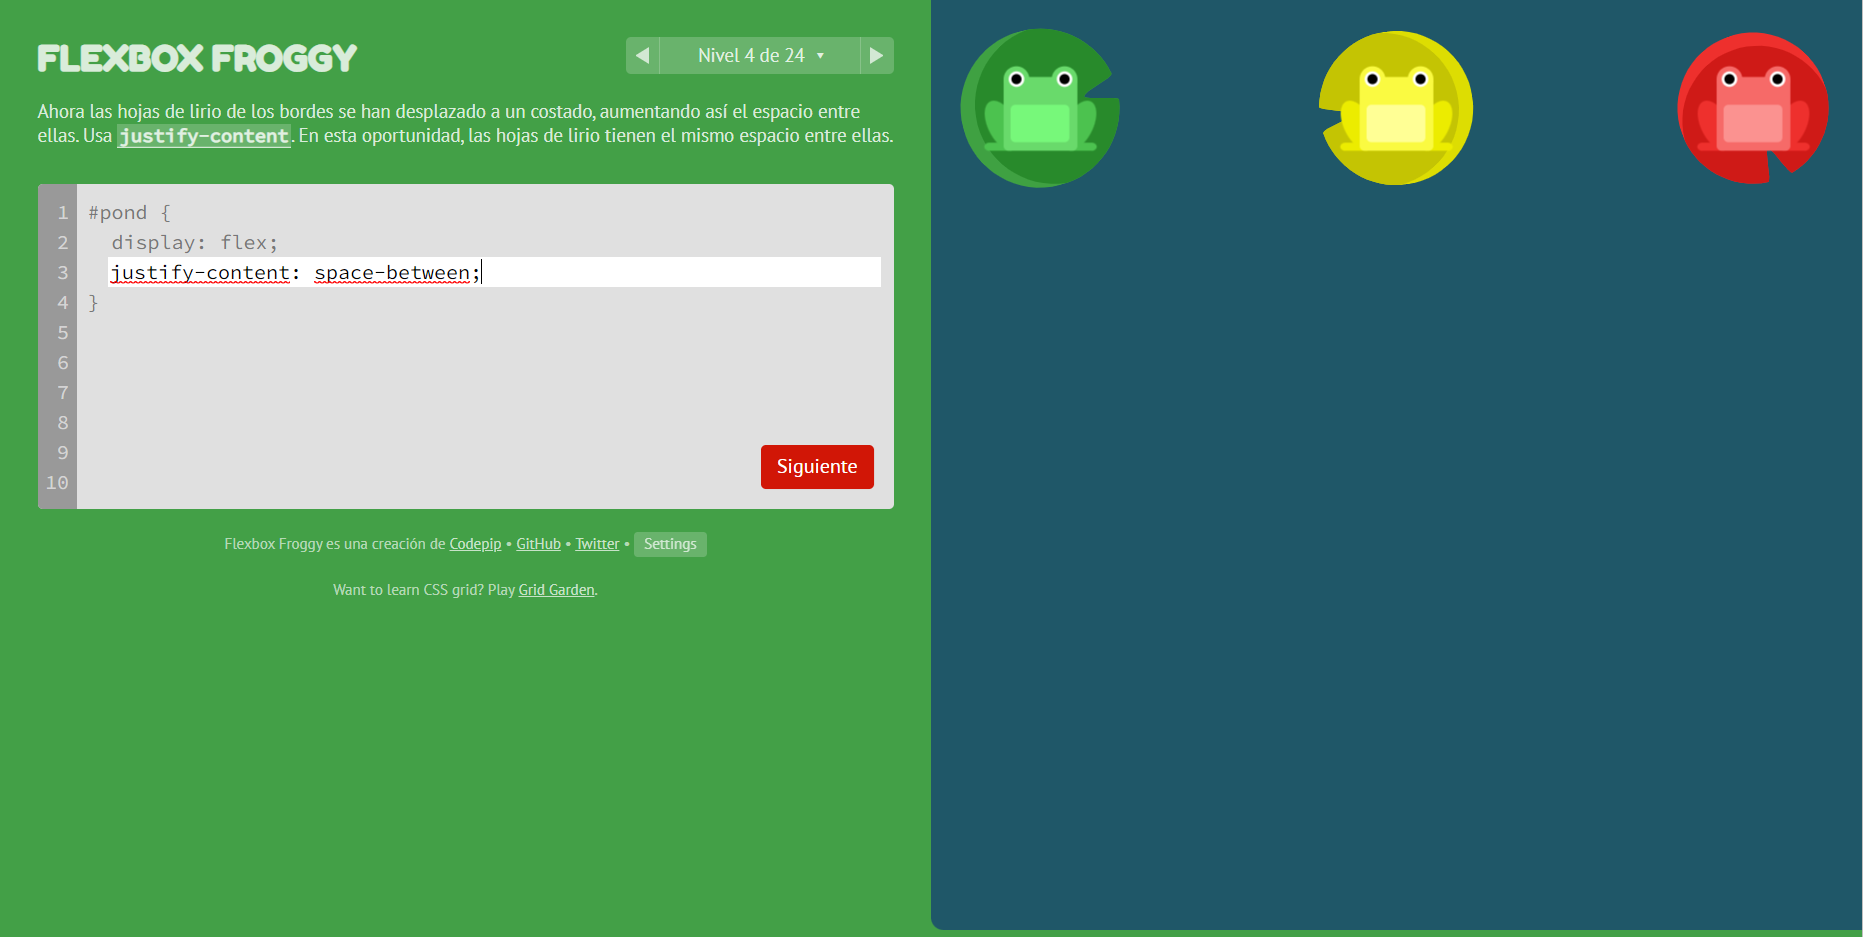 FLEXBOX FROGGY
◀ Nivel 4 de 24 ▼ ▶
Ahora las hojas de lirio de los bordes se han desplazado a un costado, aumentando así el espacio entre
ellas. Usa justify-content. En esta oportunidad, las hojas de lirio tienen el mismo espacio entre ellas.
1 #pond {
2 display: flex;
3 justify-content: space-between;
4 }
5
6
7
8
9
10
Siguiente
Flexbox Froggy es una creación de Codepip • GitHub • Twitter • Settings
Want to learn CSS grid? Play Grid Garden.